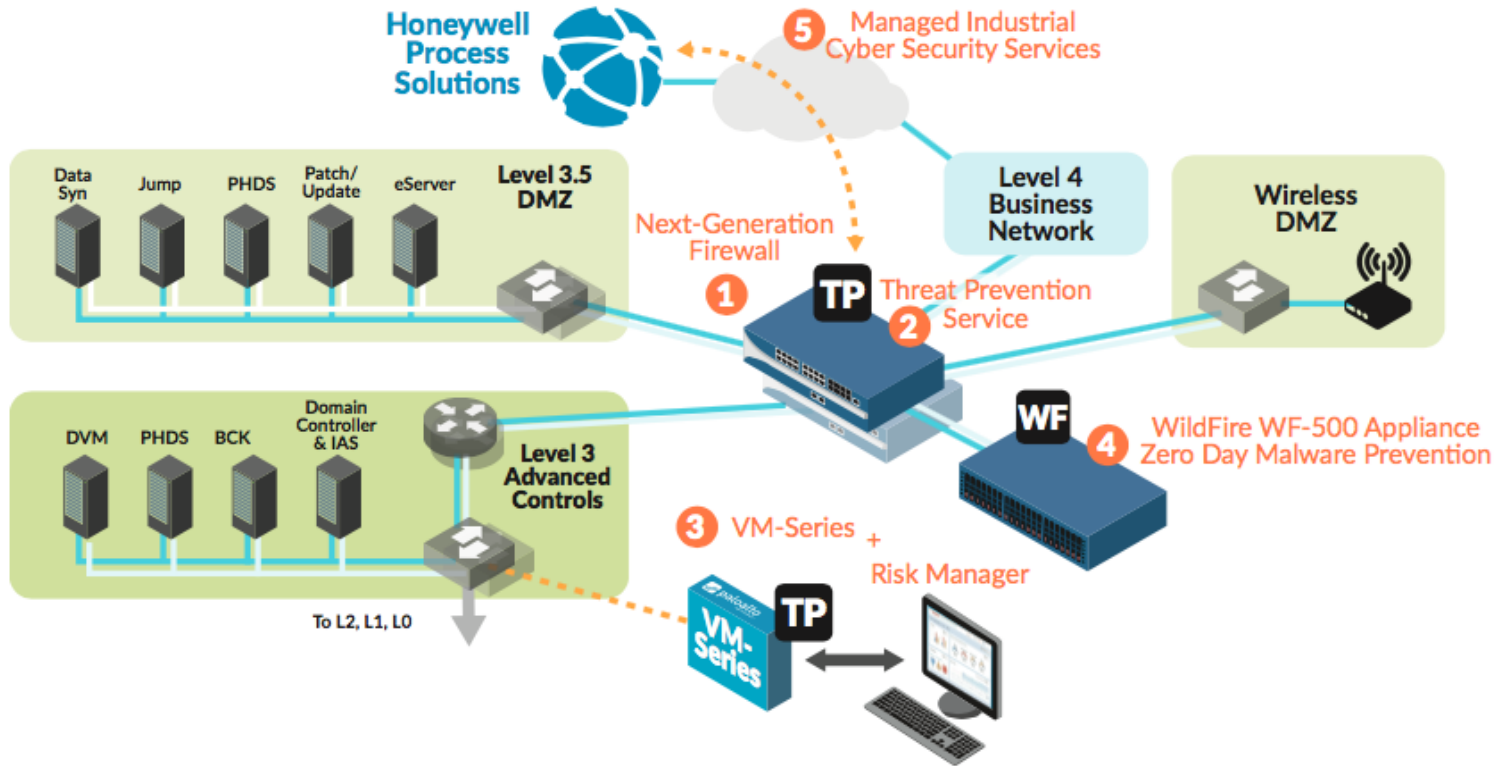 Honeywell
Process
Solutions
5
Managed Industrial
Cyber Security Services
Level 3.5
DMZ
Data
Syn
Jump
PHDS
Patch/
Update
eServer
Level 4
Business
Network
Wireless
DMZ
Next-Generation
Firewall
1
TP
Threat Prevention
Service
2
Level 3
Advanced
Controls
DVM
PHDS
BCK
Domain
Controller
& IAS
To L2, L1, L0
WF
4
WildFire WF-500 Appliance
Zero Day Malware Prevention
3
VM-Series
+
Risk Manager
paloalto
VM-
Series
TP